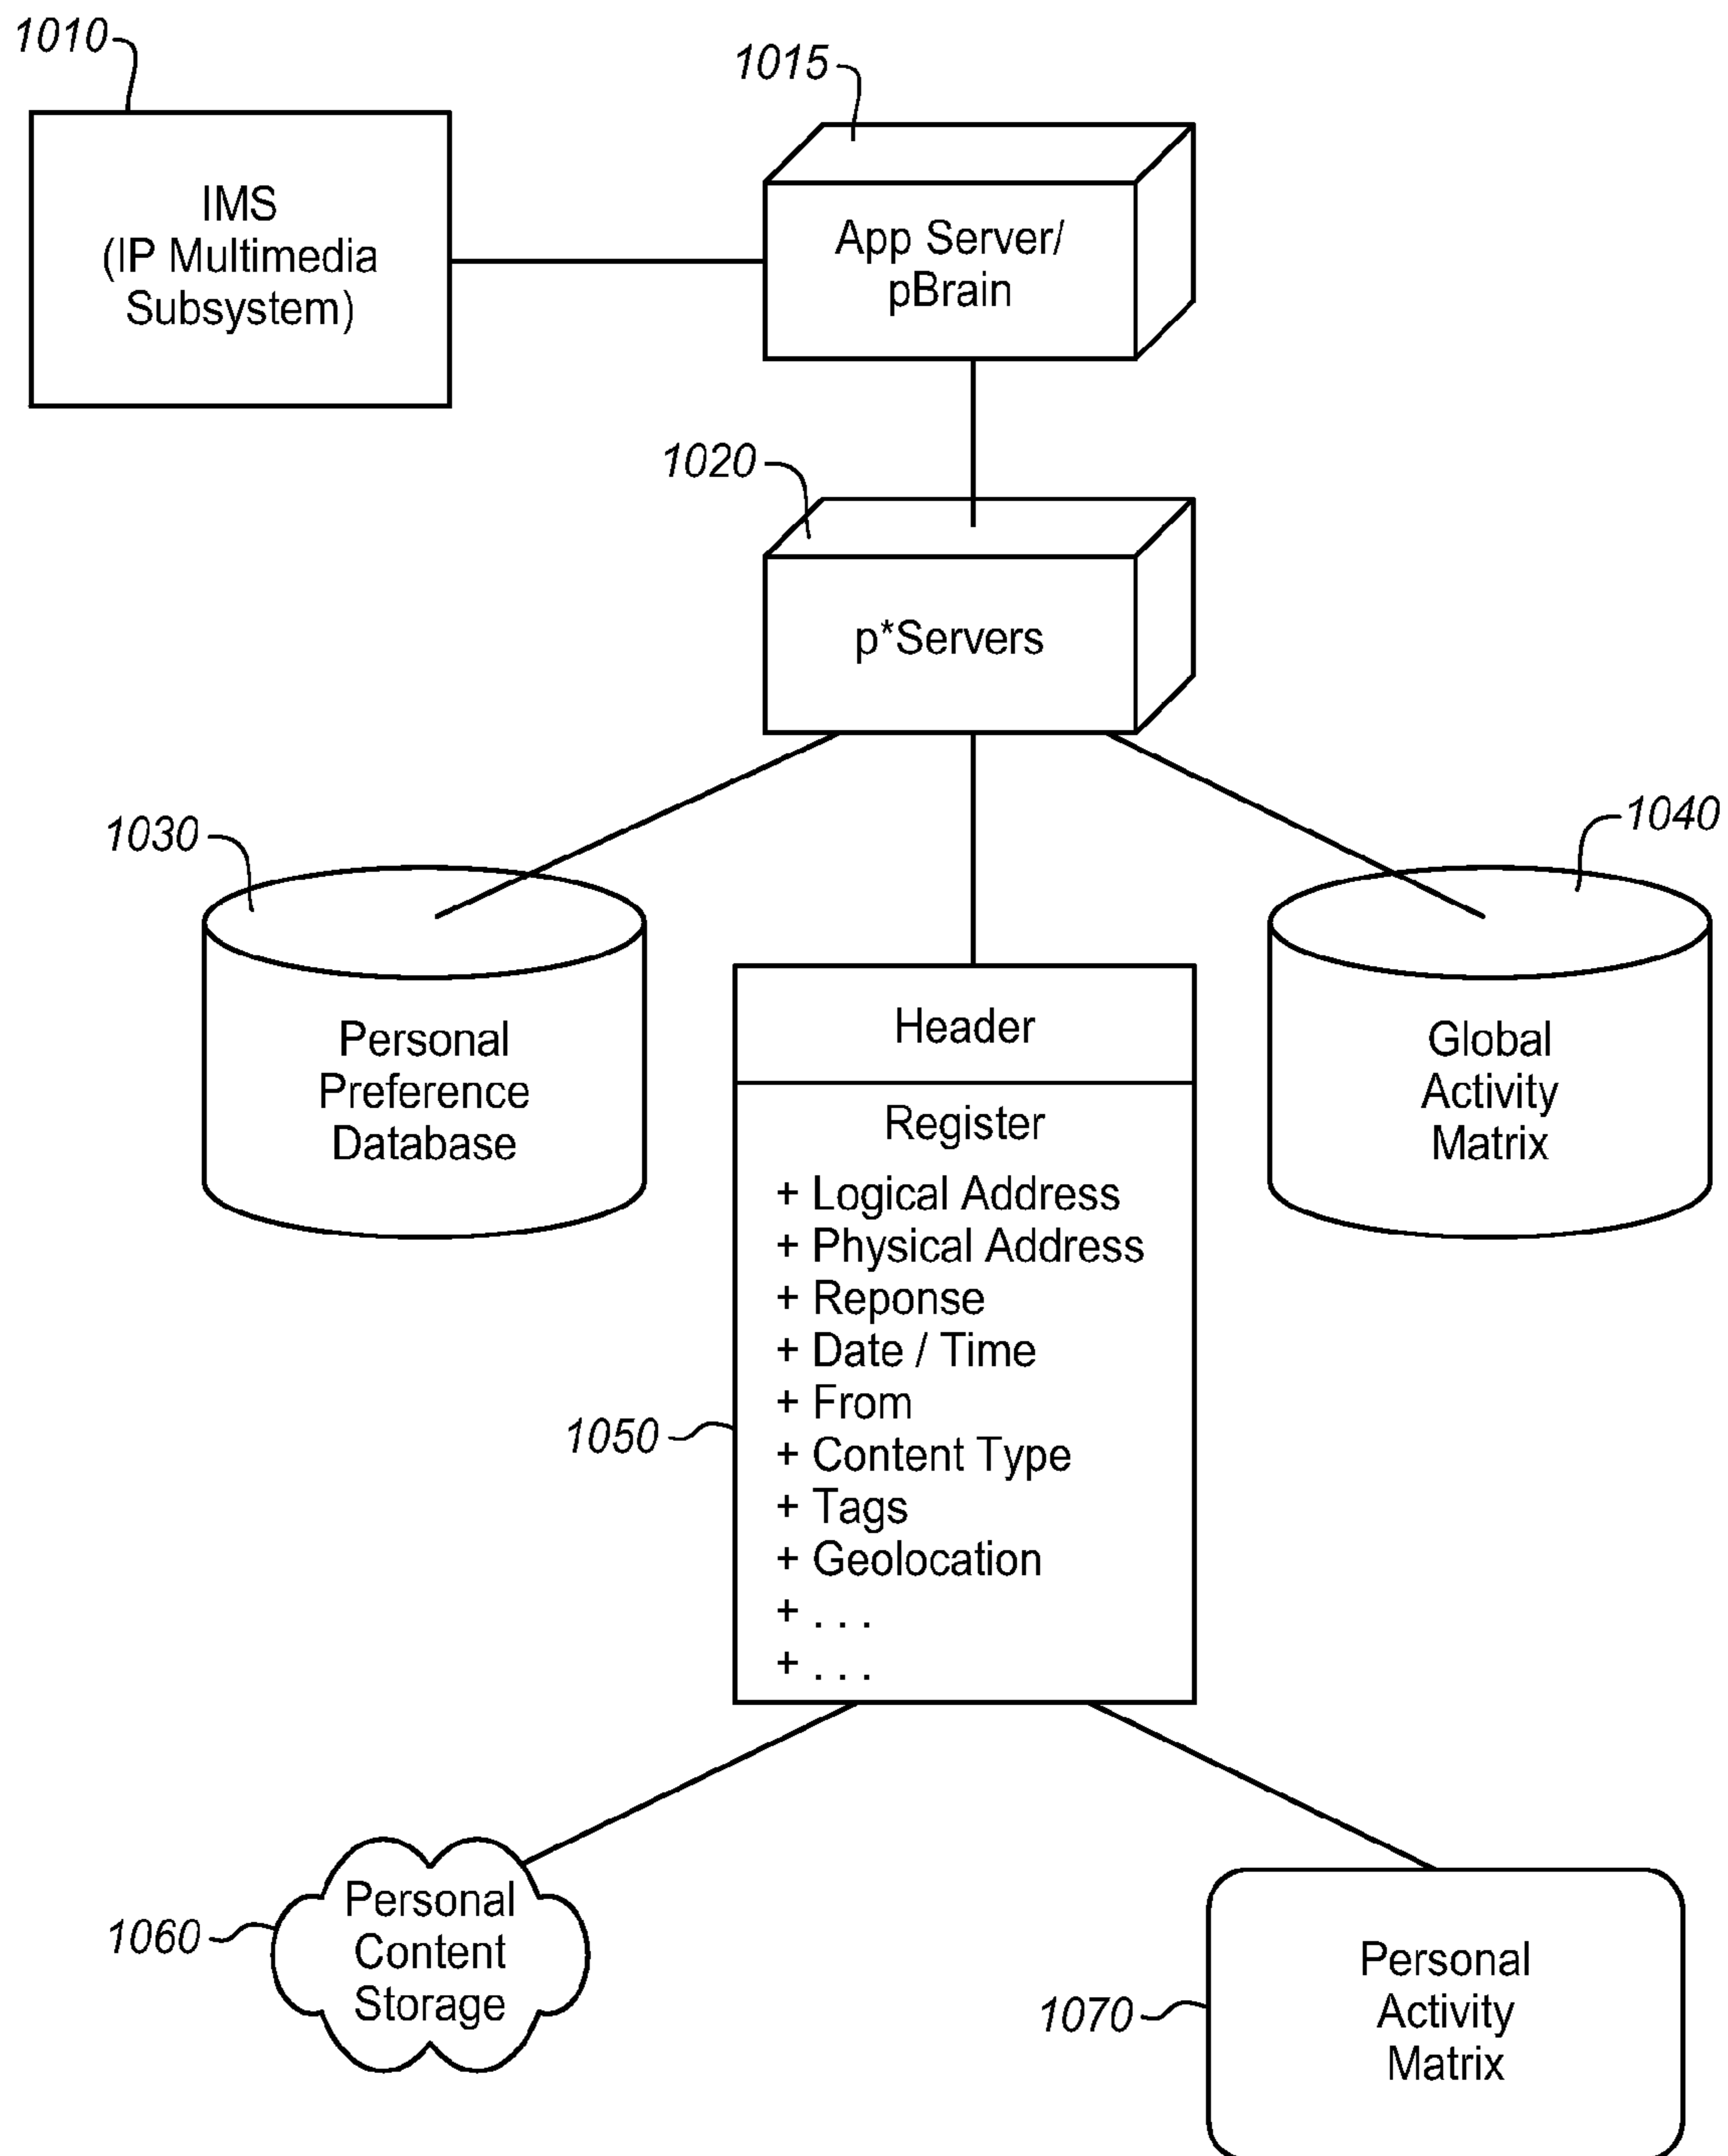 1010
1015
IMS
(IP Multimedia
Subsystem)
App Server/
pBrain
1020
p*Servers
1030
1040
Personal
Preference
Database
Header
Global
Activity
Matrix
Register
+ Logical Address
+ Physical Address
+ Reponse
+ Date / Time
+ From
1050
+ Content Type
+ Tags
+ Geolocation
+ . . .
+ . . .
1060
Personal
Content
Storage
1070
Personal
Activity
Matrix